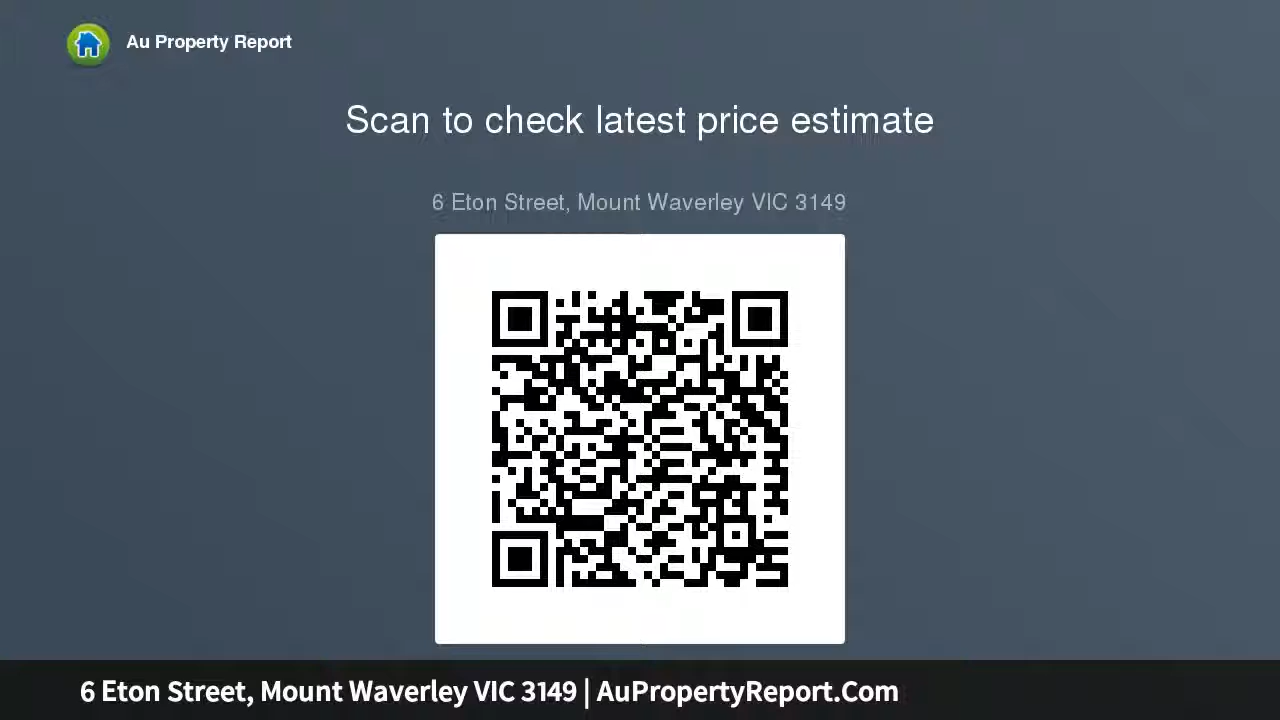 Au Property Report
Scan to check latest price estimate
6 Eton Street, Mount Waverley VIC 3149
6 Eton Street, Mount Waverley VIC 3149 | AuPropertyReport.Com